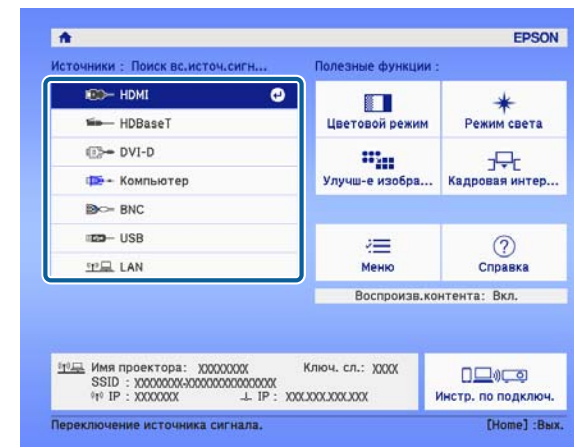 EPSON
Источники : Поиск вс.источ.сигн...
Полезные функции :
HDMI
HDBaseT
DVI-D
Компьютер
BNC
USB
LAN
Цветовой режим
Режим света
Улучш-е изобра...
Кадровая интер...
Меню
Справка
Воспроизв.контента: Вкл.
Имя проектора: XXXXXXXX
Ключ. сл.: XXXX
SSID : XXXXXXXX-XXXXXXXXXXXXXXX
IP : XXXXXXX
IP : XXX.XXX.XXX.XXX
Инстр. по подключ.
Переключение источника сигнала.
[Home] :Вых.